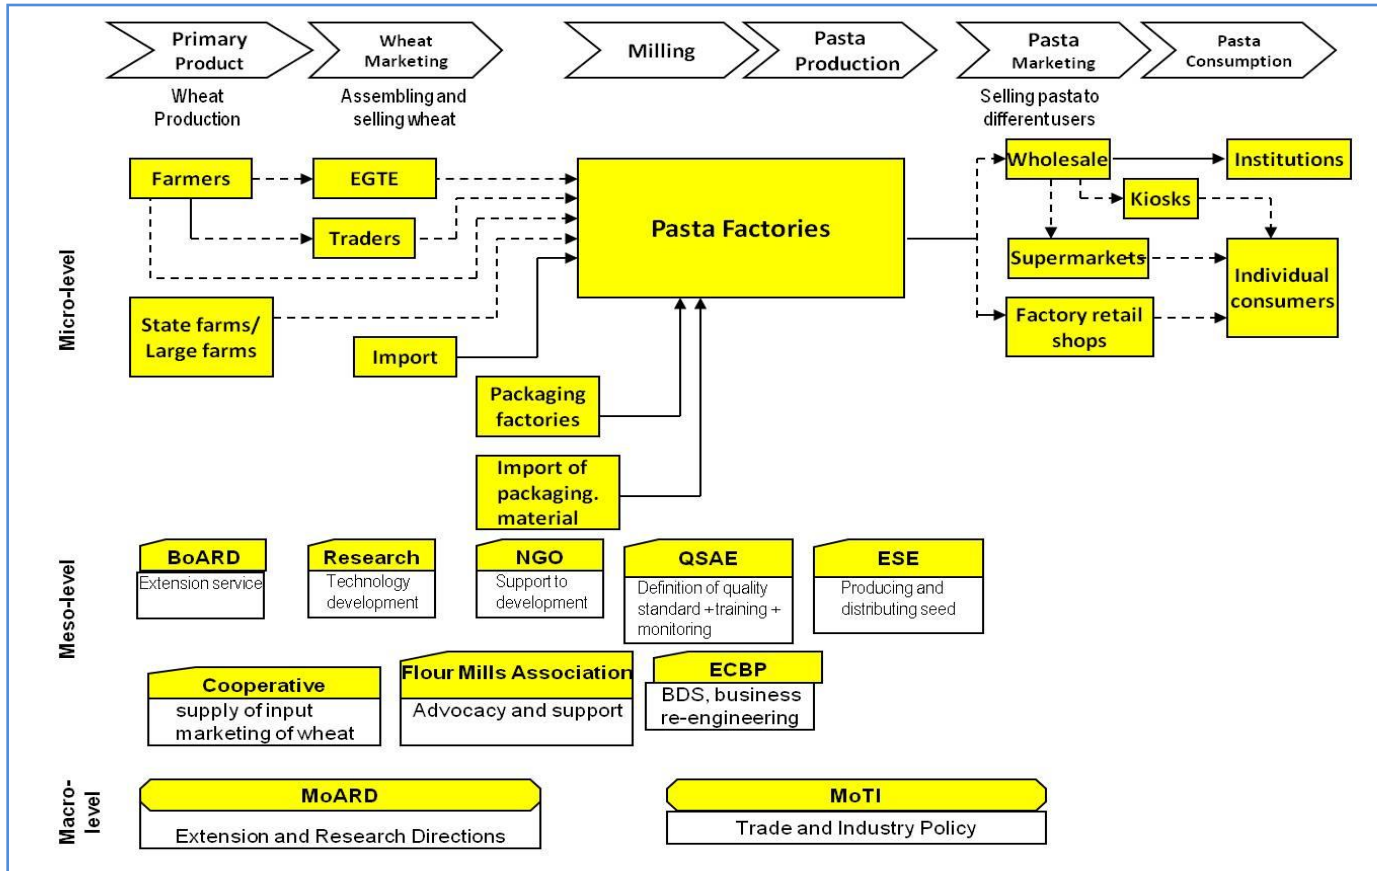 Primary
Product
Wheat
Marketing
Milling
Pasta
Production
Pasta
Marketing
Pasta
Consumption
Wheat
Production
Assembling and
selling wheat
Selling pasta to
different users
Micro-level
Farmers
EGTE
Traders
State farms/
Large farms
Import
Packaging
factories
Import of
packaging.
material
Pasta Factories
Wholesale
Institutions
Kiosks
Supermarkets
Individual
consumers
Factory retail
shops
Meso-level
BoARD
Extension service
Research
Technology
development
NGO
Support to
development
QSAE
Definition of quality
standard +training +
monitoring
ESE
Producing and
distributing seed
Cooperative
supply of input
marketing of wheat
Flour Mills Association
Advocacy and support
ECBP
BDS, business
re-engineering
Macro-
level
MoARD
Extension and Research Directions
MoTI
Trade and Industry Policy